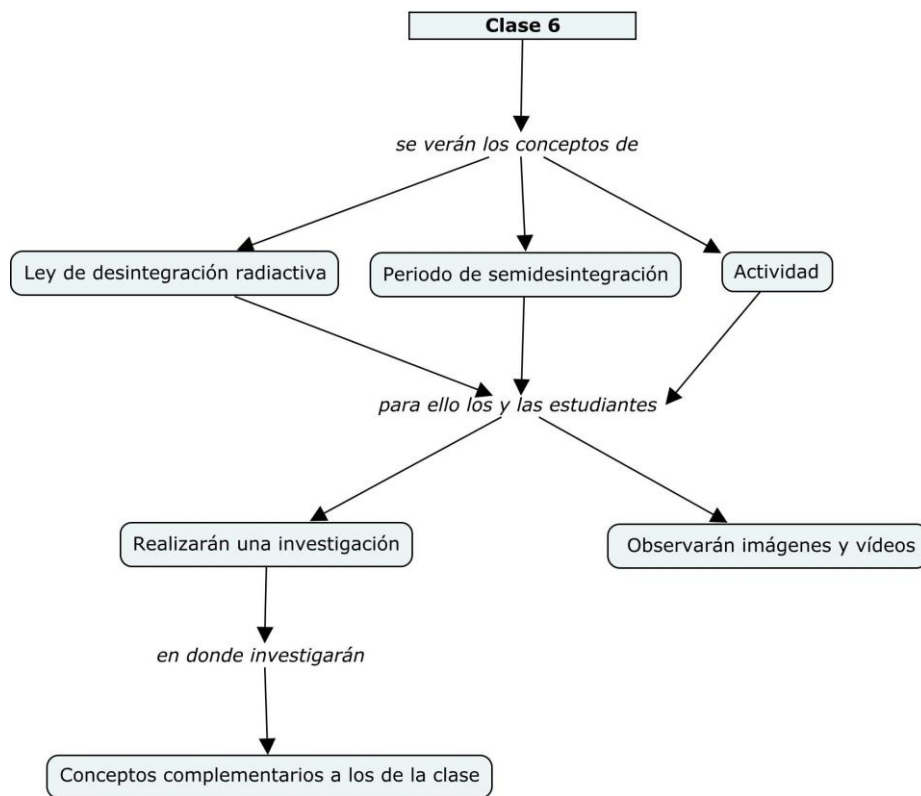 Clase 6
se verán los conceptos de
Ley de desintegración radiactiva
Periodo de semidesintegración
Actividad
para ello los y las estudiantes
Realizarán una investigación
Observarán imágenes y vídeos
en donde investigarán
Conceptos complementarios a los de la clase